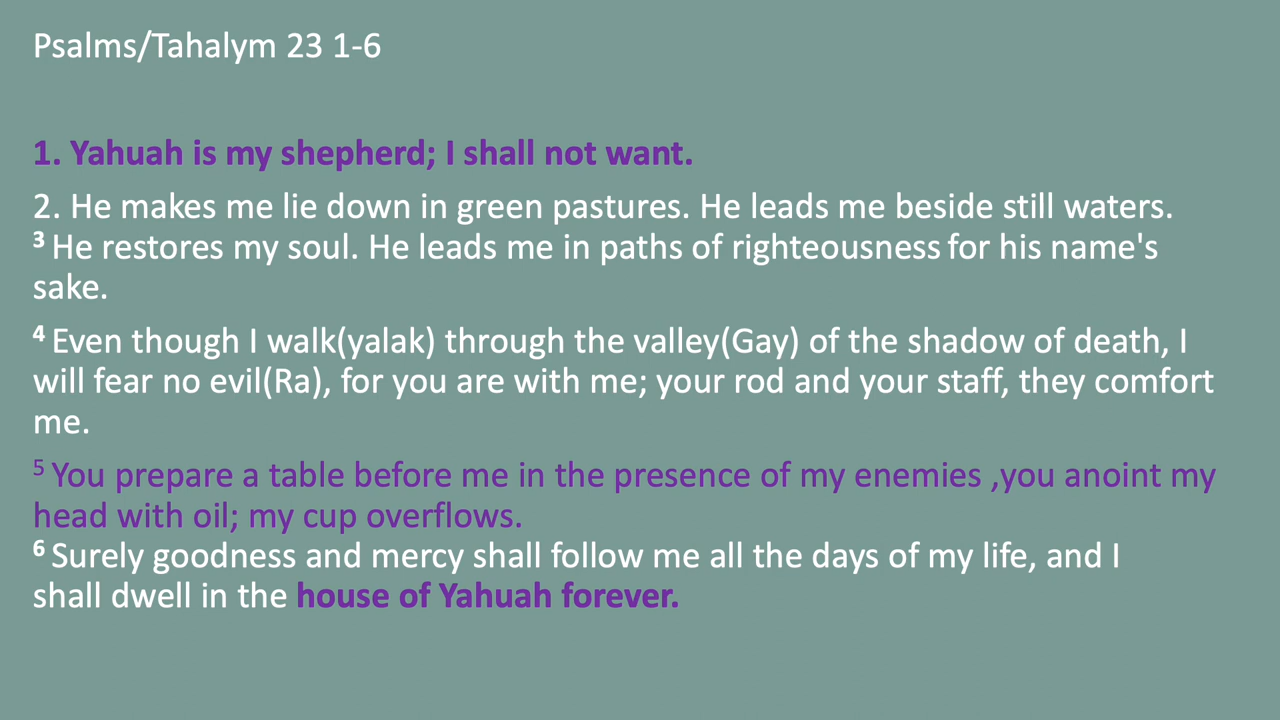 Psalms/Tahalym 23 1-6
1. Yahuah is my shepherd; I shall not want.
2. He makes me lie down in green pastures. He leads me beside still waters.
3 He restores my soul. He leads me in paths of righteousness for his name's
sake.
4 Even though I walk(yalak) through the valley(Gay) of the shadow of death, I
will fear no evil(Ra), for you are with me; your rod and your staff, they comfort
me.
5 You prepare a table before me in the presence of my enemies ,you anoint my
head with oil; my cup overflows.
6 Surely goodness and mercy shall follow me all the days of my life, and I
shall dwell in the house of Yahuah forever.